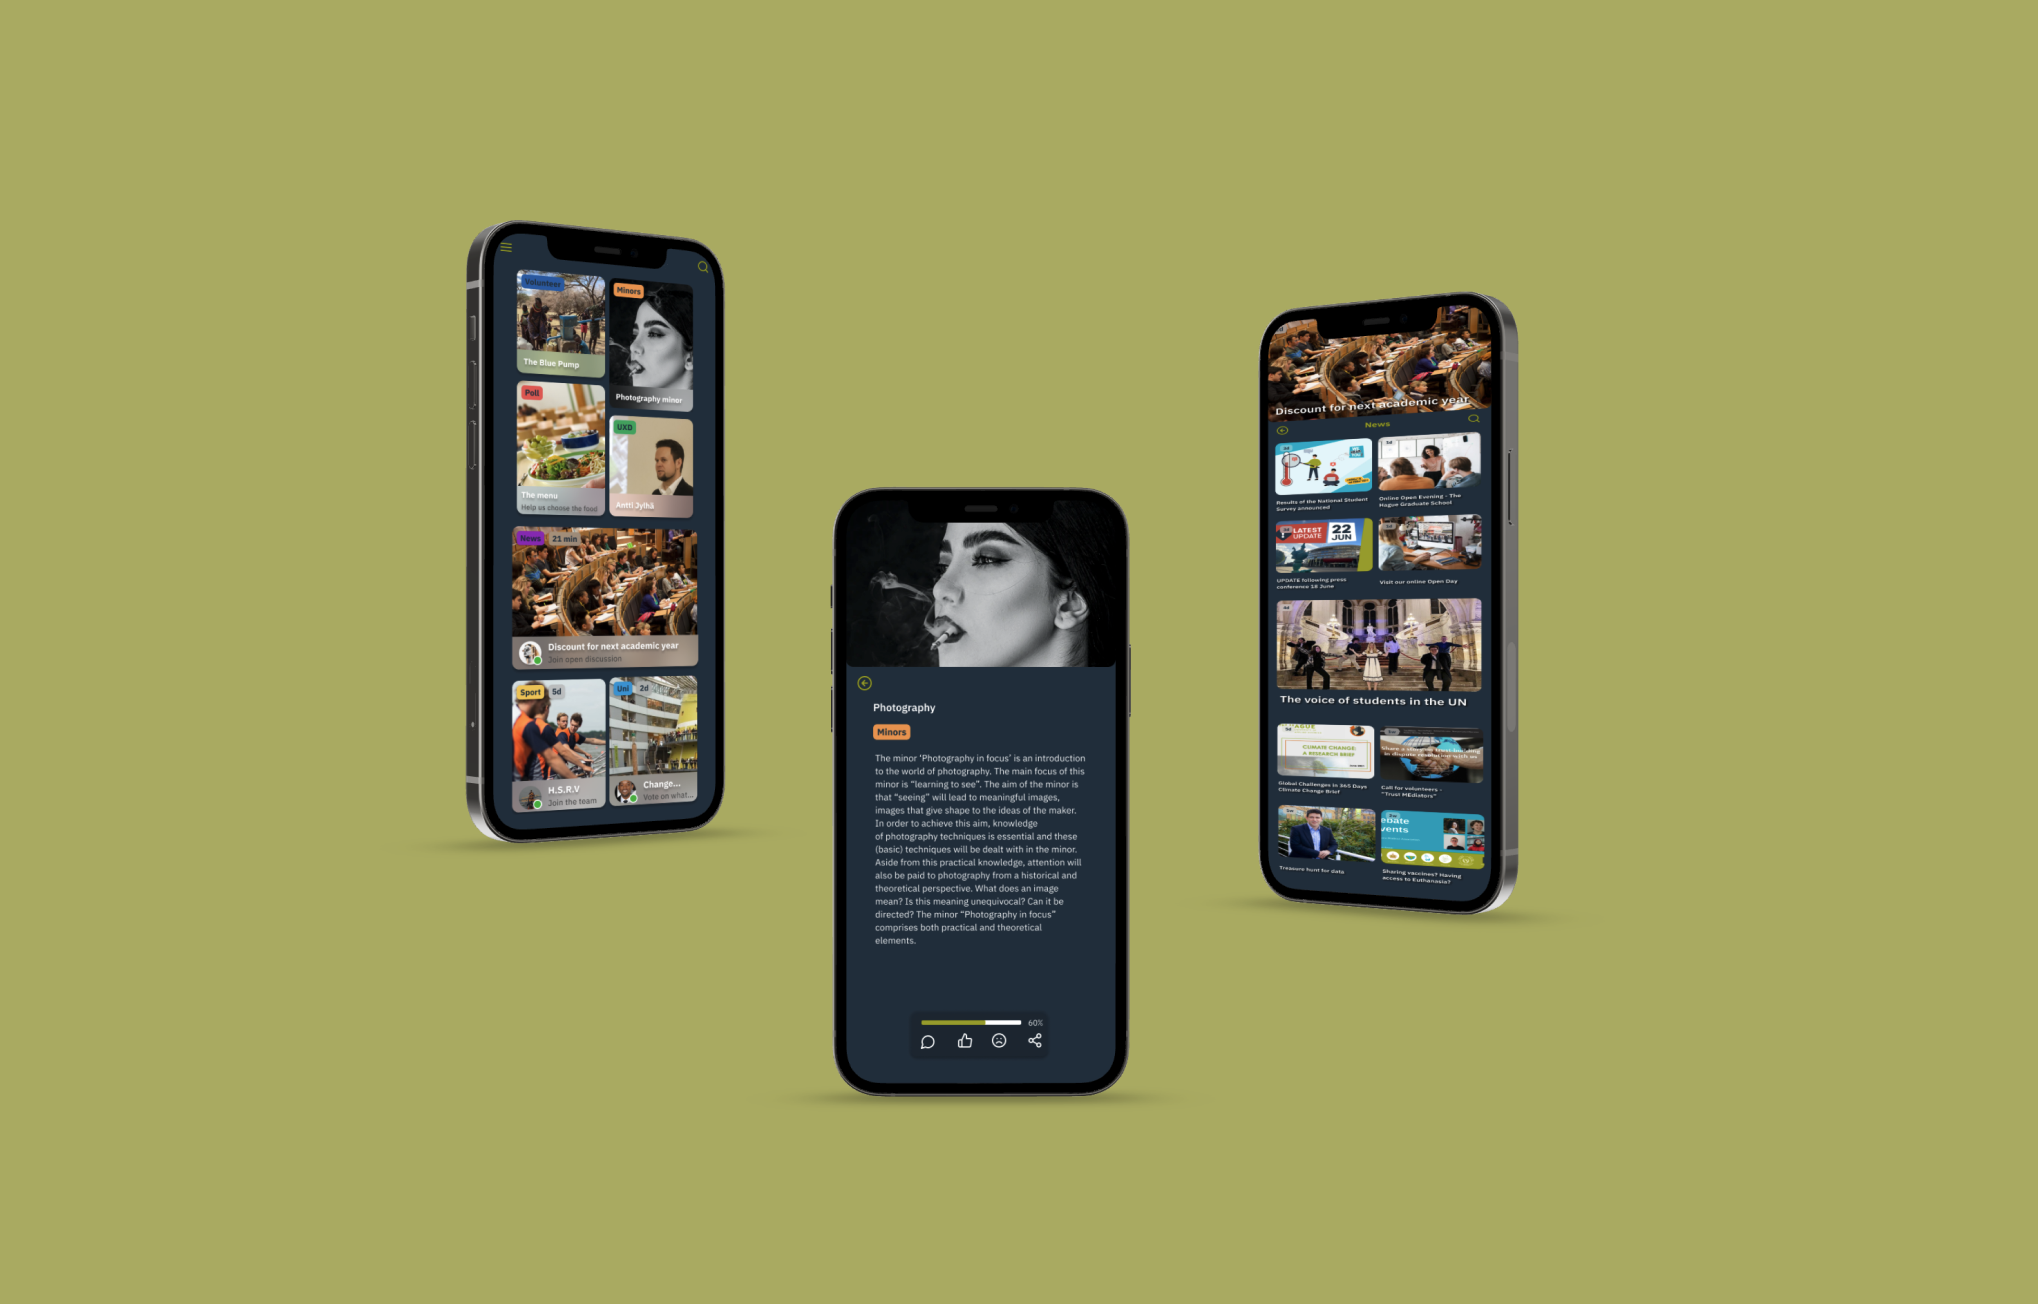 Volunteer
The Blue Pump
Minors
Photography minor
Poll
The menu
Help us choose the food
UXD
Antti Jylhä
News
21 min
Discount for next academic year
Join open discussion
Sport
5d
H.S.R.V
Join the team
Uni
2d
Change...
Vote on what...
Photography
Minors
The minor ‘Photography in focus’ is an introduction
to the world of photography. The main focus of this
minor is “learning to see”. The aim of the minor is
that “seeing” will lead to meaningful images,
images that give shape to the ideas of the maker.
In order to achieve this aim, knowledge
of photography techniques is essential and these
(basic) techniques will be dealt with in the minor.
Aside from this practical knowledge, attention will
also be paid to photography from a historical and
theoretical perspective. What does an image
mean? Is this meaning unequivocal? Can it be
directed? The minor “Photography in focus”
comprises both practical and theoretical
elements.
60%
Discount for next academic year
News
Results of the National Student
Survey announced
Online Open Evening - The
Hague Graduate School
LATEST
UPDATE
22
JUN
UPDATE following press
conference 18 June
Visit our online Open Day
The voice of students in the UN
CLIMATE CHANGE:
A RESEARCH BRIEF
Global Challenges in 365 Days
Climate Change Brief
Call for volunteers -
“Trust MEdiators”
Treasure hunt for data
ebate
vents
Sharing vaccines? Having
access to Euthanasia?